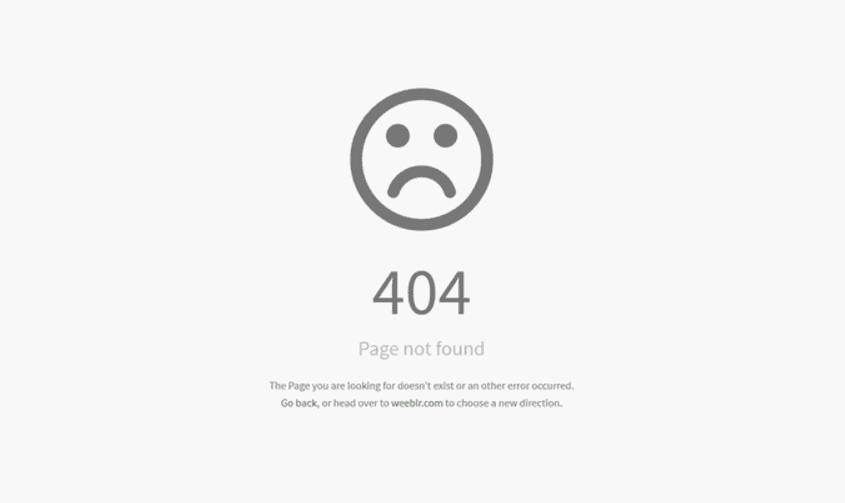 404
Page not found
The Page you are looking for doesn't exist or an other error occurred.
Go back, or head over to weeblr.com to choose a new direction.